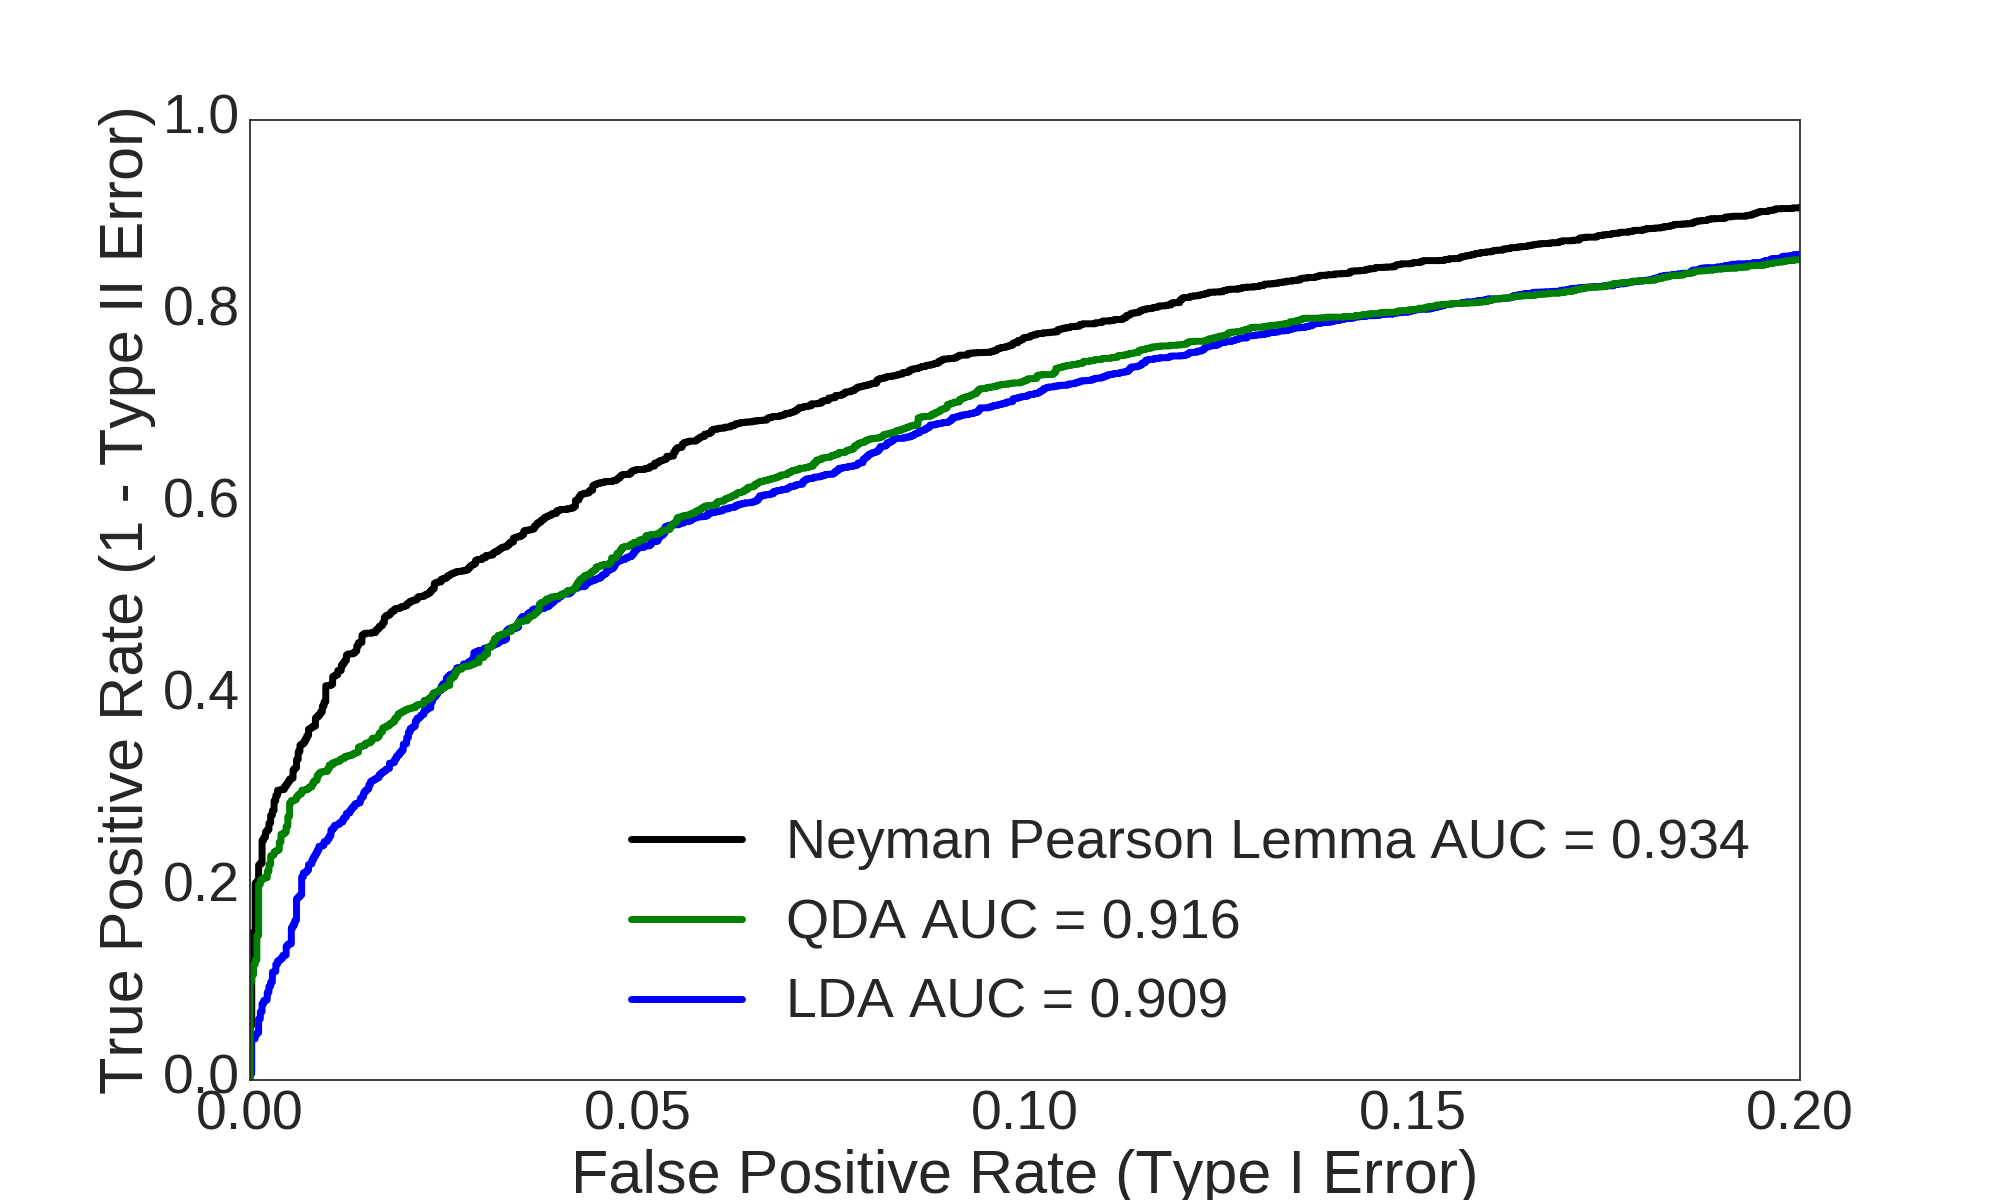 True Positive Rate (1 - Type II Error)
1.0
0.8
0.6
0.4
0.2
0.0
Neyman Pearson Lemma AUC = 0.934
QDA AUC = 0.916
LDA AUC = 0.909
0.00 0.05 0.10 0.15 0.20
False Positive Rate (Type I Error)